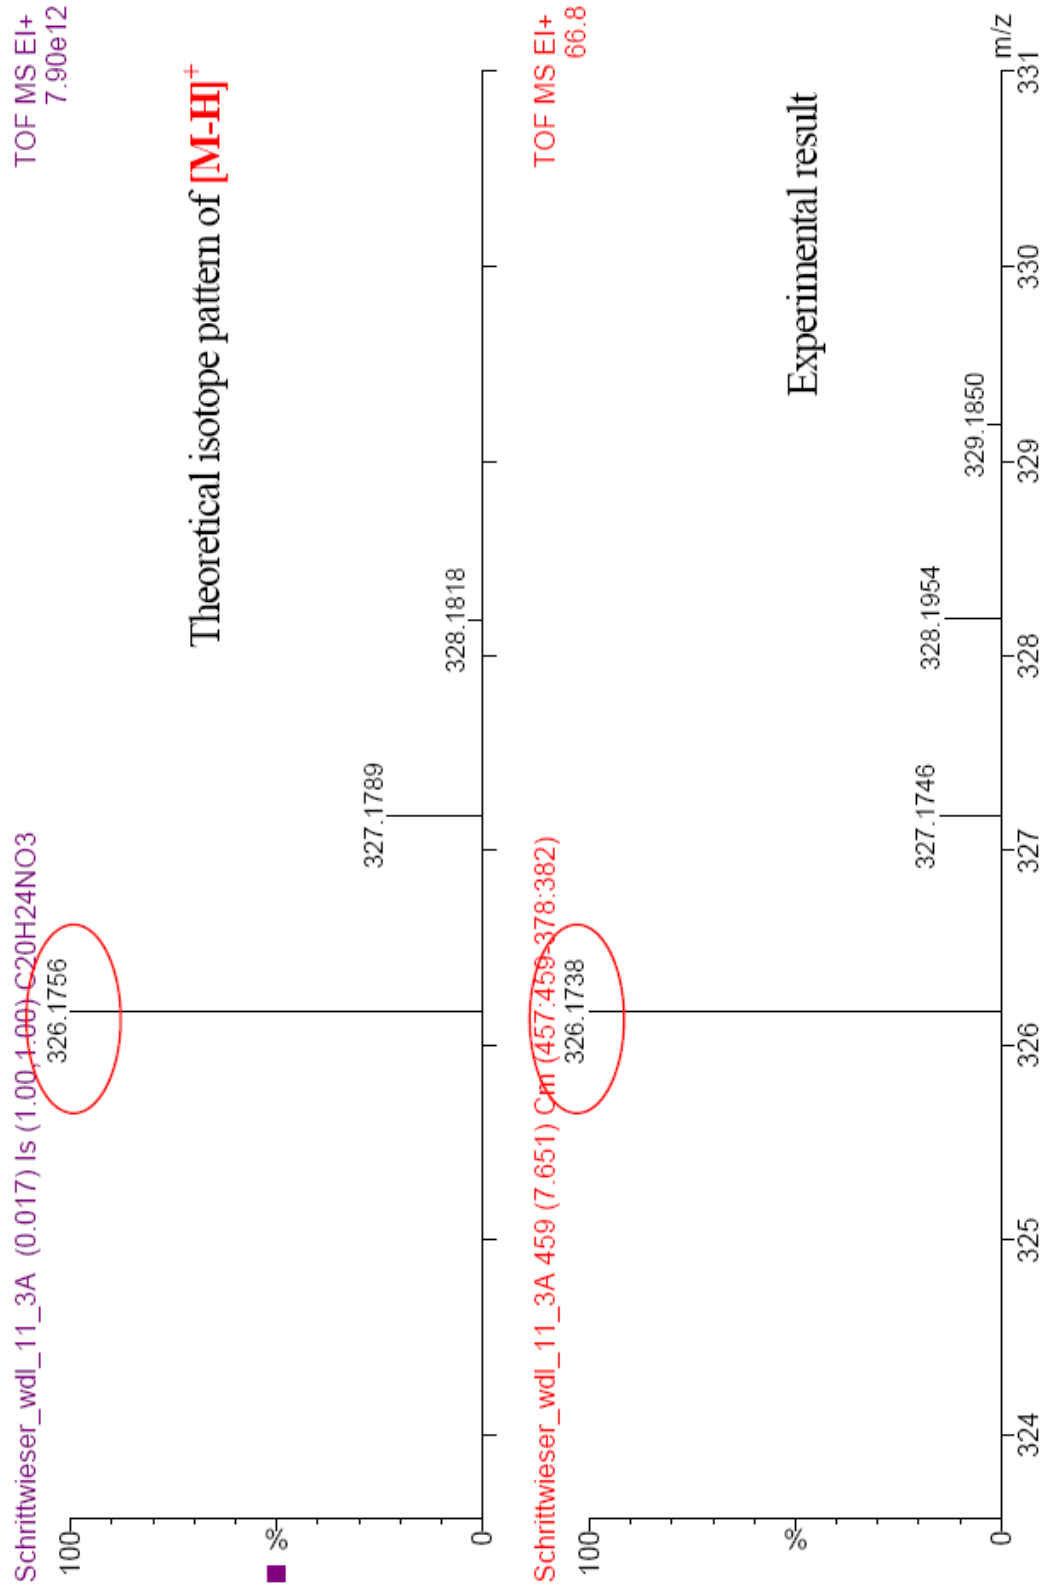 Schrittwieser_wdl_11_3A (0.017) Is (1.00,1.00) C20H24NO3
TOF MS EI+
7.90e12
100
%
0
326.1756
327.1789
328.1818
Theoretical isotope pattern of [M-H]+
Schrittwieser_wdl_11_3A 459 (7.651) Cm (457:459-378:382)
TOF MS EI+
66.8
100
%
0
326.1738
327.1746
328.1954
329.1850
Experimental result
324 325 326 327 328 329 330 331
m/z